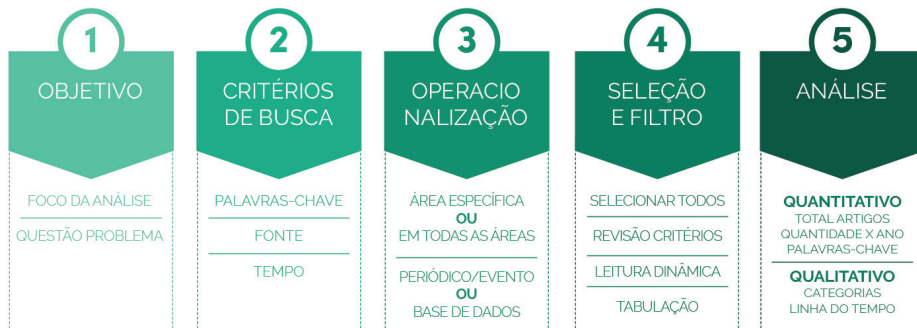 1
OBJETIVO
FOCO DA ANÁLISE
QUESTÃO PROBLEMA
2
CRITÉRIOS
DE BUSCA
PALAVRAS-CHAVE
FONTE
TEMPO
3
OPERACIO
NALIZAÇÃO
ÁREA ESPECÍFICA
OU
EM TODAS AS ÁREAS
PERIÓDICO/EVENTO
OU
BASE DE DADOS
4
SELEÇÃO
E FILTRO
SELECIONAR TODOS
REVISÃO CRITÉRIOS
LEITURA DINÂMICA
TABULAÇÃO
5
ANÁLISE
QUANTITATIVO
TOTAL ARTIGOS
QUANTIDADE X ANO
PALAVRAS-CHAVE
QUALITATIVO
CATEGORIAS
LINHA DO TEMPO